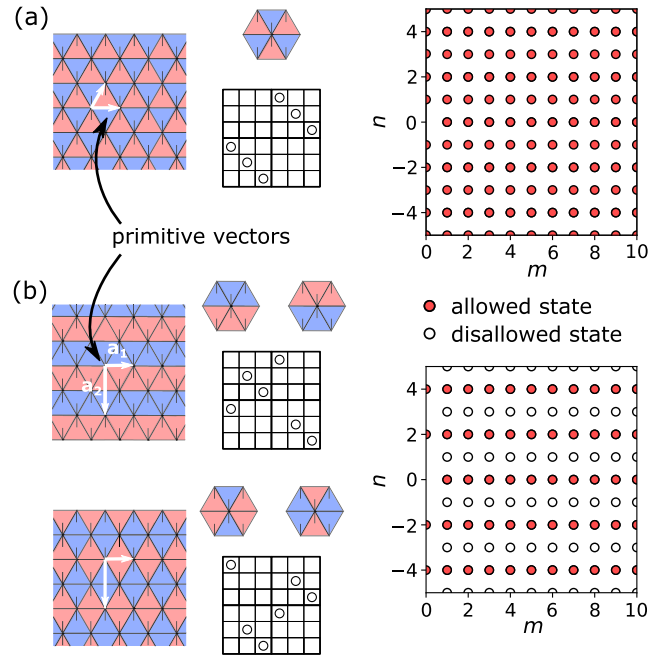 (a)
primitive vectors
4
2
0
−2
−4
n
0 2 4 6 8 10
m
(b)
a1
a2
allowed state
disallowed state
4
2
0
−2
−4
n
0 2 4 6 8 10
m